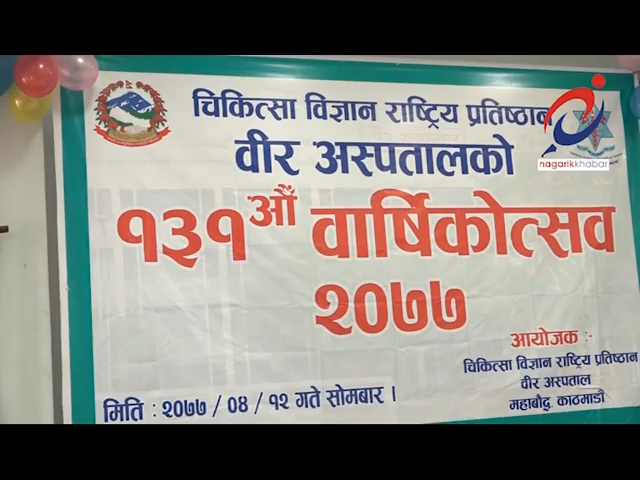 चिकित्सा विज्ञान राष्ट्रिय प्रतिष्ठान
वीर अस्पतालको
१३१औं वार्षिकोत्सव
२०७७
आयोजक :-
चिकित्सा विज्ञान राष्ट्रिय प्रतिष्ठान
वीर अस्पताल
महाबौद्ध, काठमाडौं
मिति : २०७७ / ०४ / १२ गते सोमबार ।
nagarikkhabar